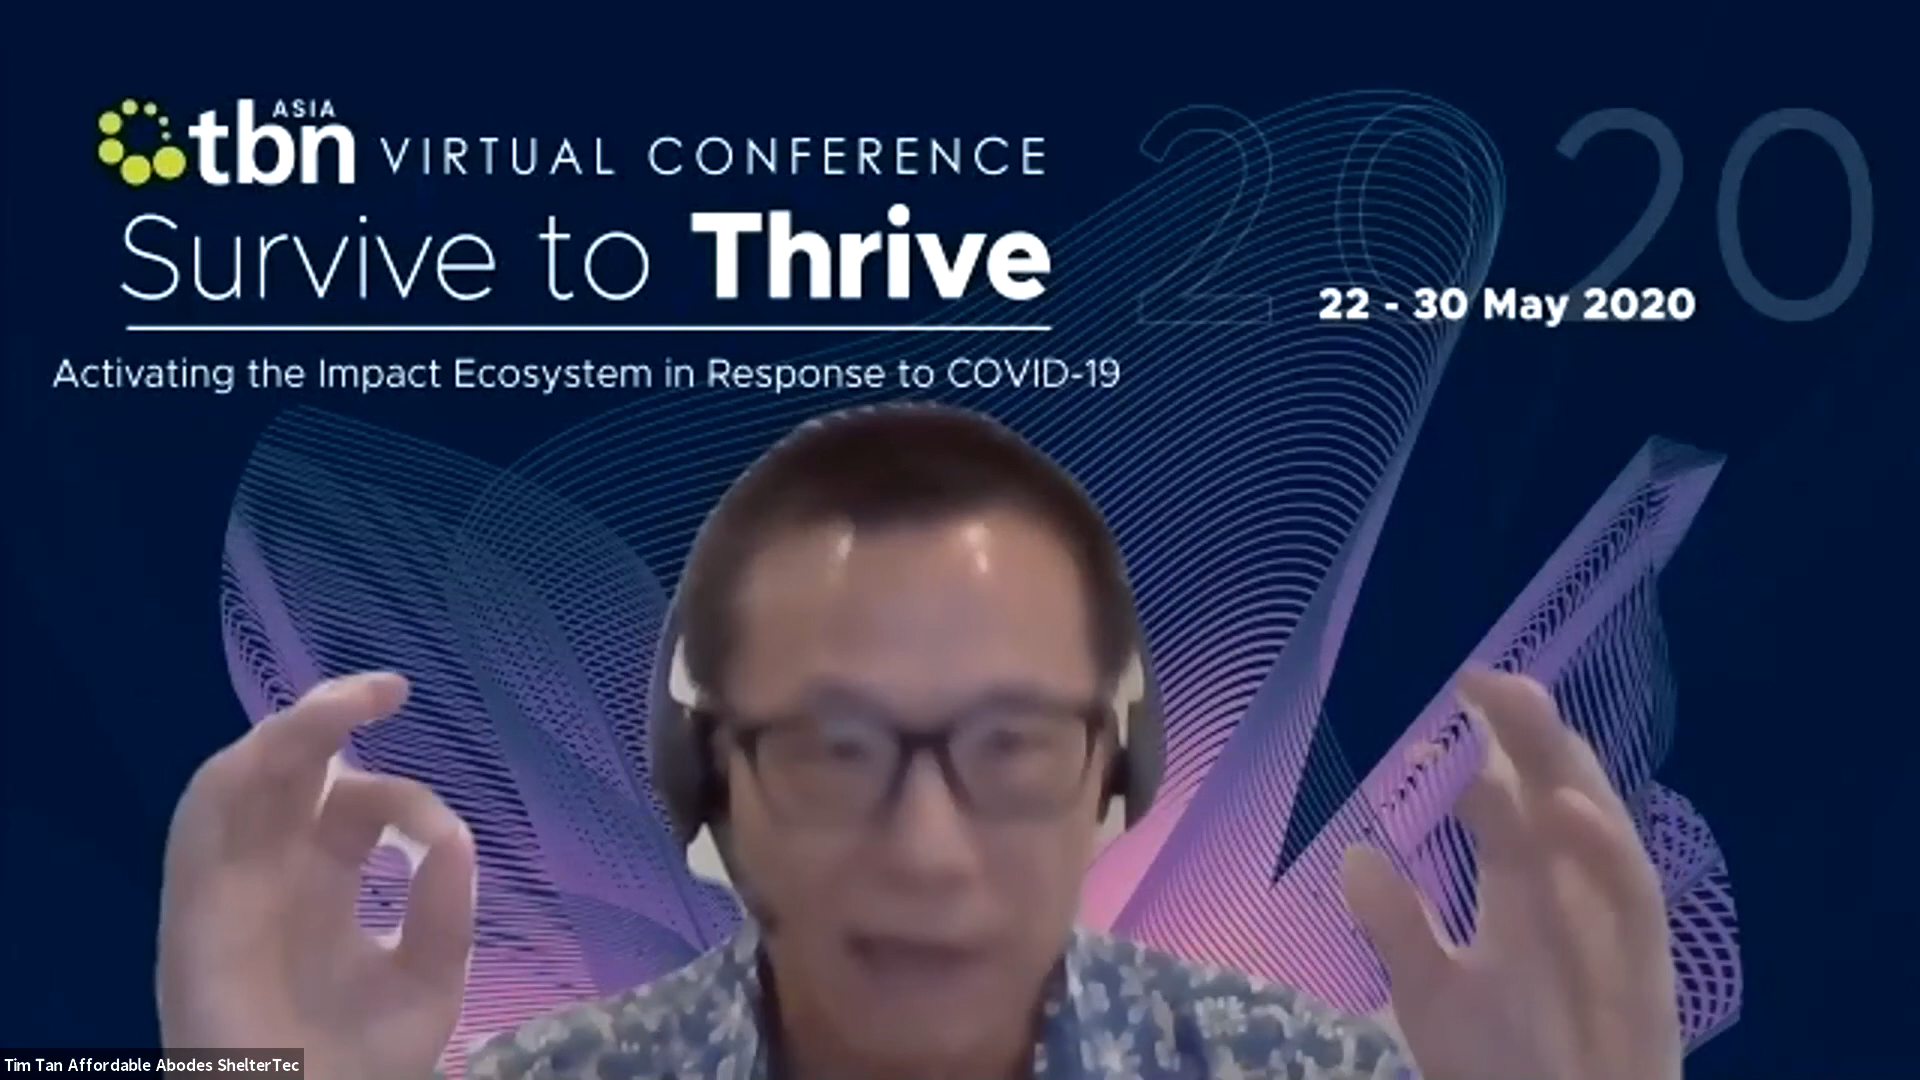 ASIA
tbn VIRTUAL CONFERENCE
2020
Survive to Thrive
22 - 30 May 2020
Activating the Impact Ecosystem in Response to COVID-19
Tim Tan Affordable Abodes ShelterTec